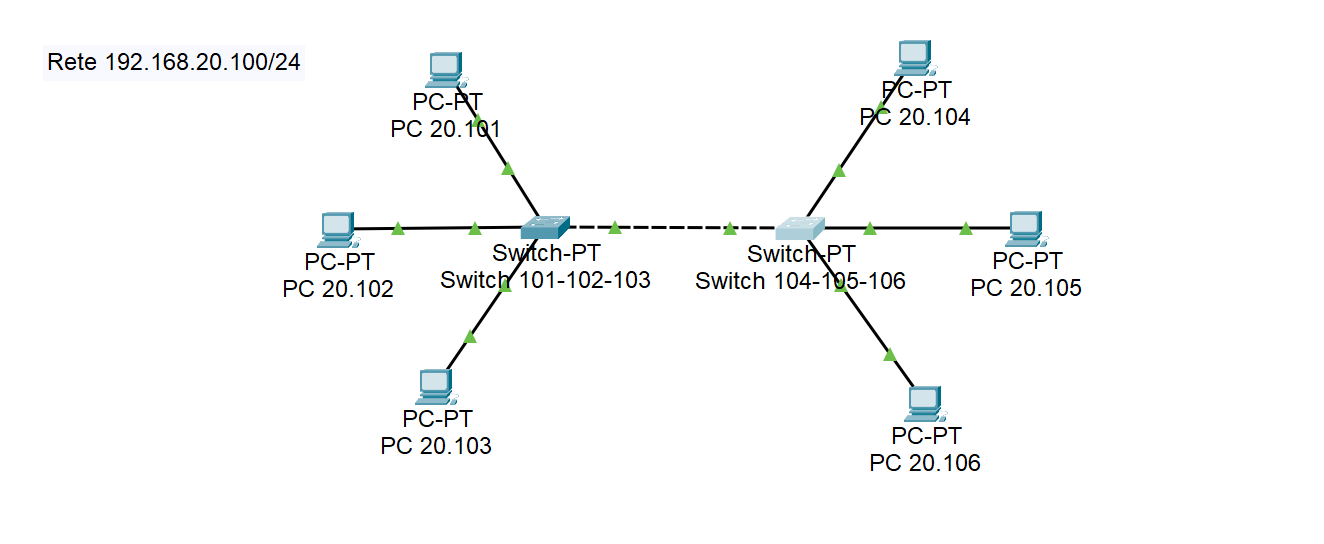 Rete 192.168.20.100/24
PC-PT
PC 20.101
PC-PT
PC 20.104
PC-PT
PC 20.102
Switch-PT
Switch 101-102-103
Switch-PT
Switch 104-105-106
PC-PT
PC 20.105
PC-PT
PC 20.103
PC-PT
PC 20.106